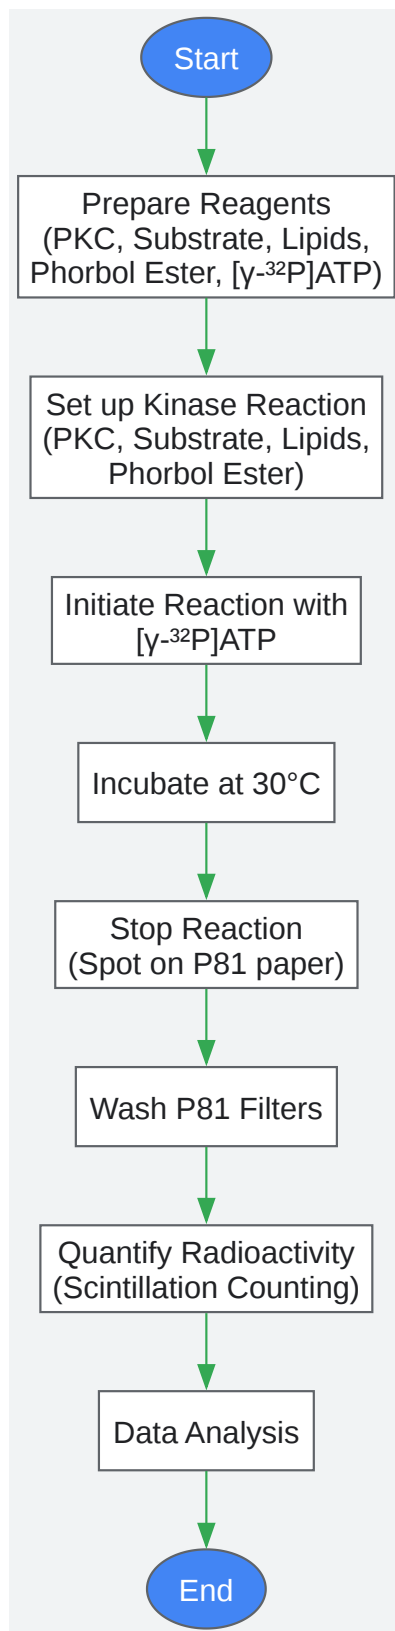 Start
Prepare Reagents
(PKC, Substrate, Lipids,
Phorbol Ester, [γ-³²P]ATP)
Set up Kinase Reaction
(PKC, Substrate, Lipids,
Phorbol Ester)
Initiate Reaction with
[γ-³²P]ATP
Incubate at 30°C
Stop Reaction
(Spot on P81 paper)
Wash P81 Filters
Quantify Radioactivity
(Scintillation Counting)
Data Analysis
End